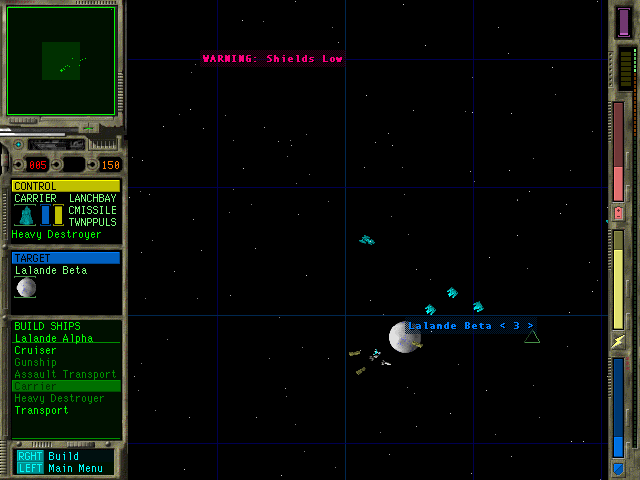 WARNING: Shields Low
005 150
CONTROL
CARRIER LANCHBAY
CMISSILE
TWNPPULS
Heavy Destroyer
TARGET
Lalande Beta
Lalande Beta < 3 >
BUILD SHIPS
Lalande Alpha
Cruiser
Gunship
Assault Transport
Carrier
Heavy Destroyer
Transport
RGHT Build
LEFT Main Menu